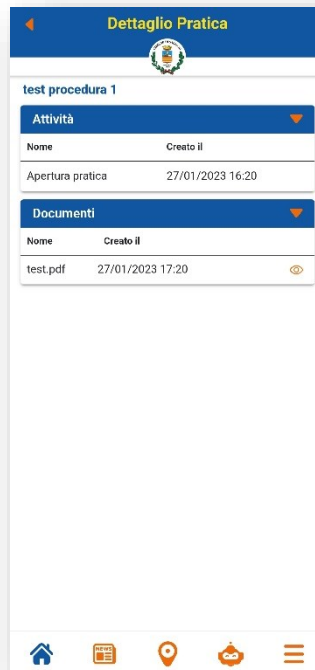 Dettaglio Pratica
test procedura 1
Attività
Nome Creato il
Apertura pratica 27/01/2023 16:20
Documenti
Nome Creato il
test.pdf 27/01/2023 17:20
NEWS